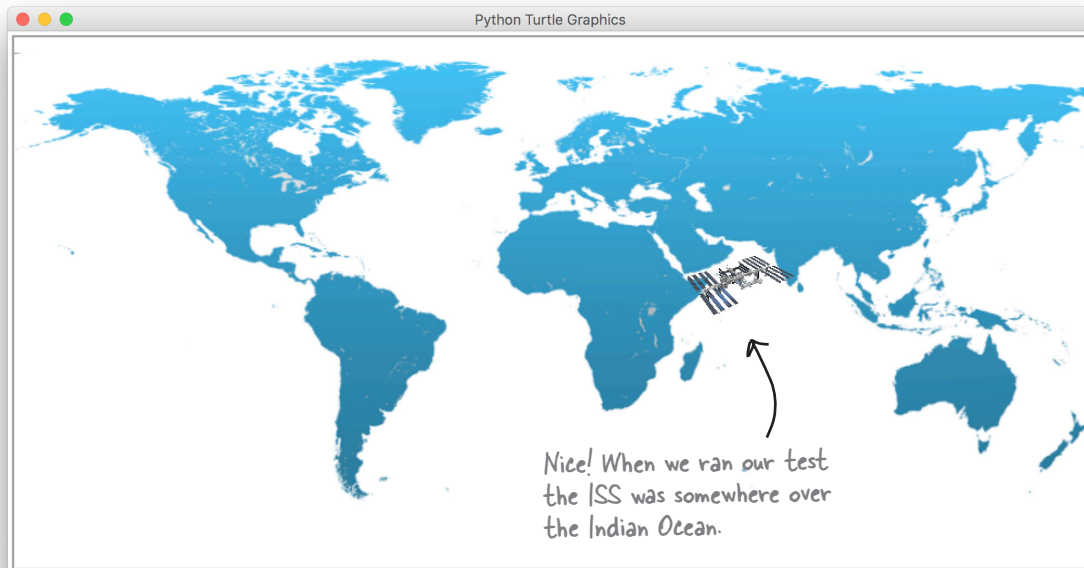 Python Turtle Graphics
Nice! When we ran our test
the ISS was somewhere over
the Indian Ocean.